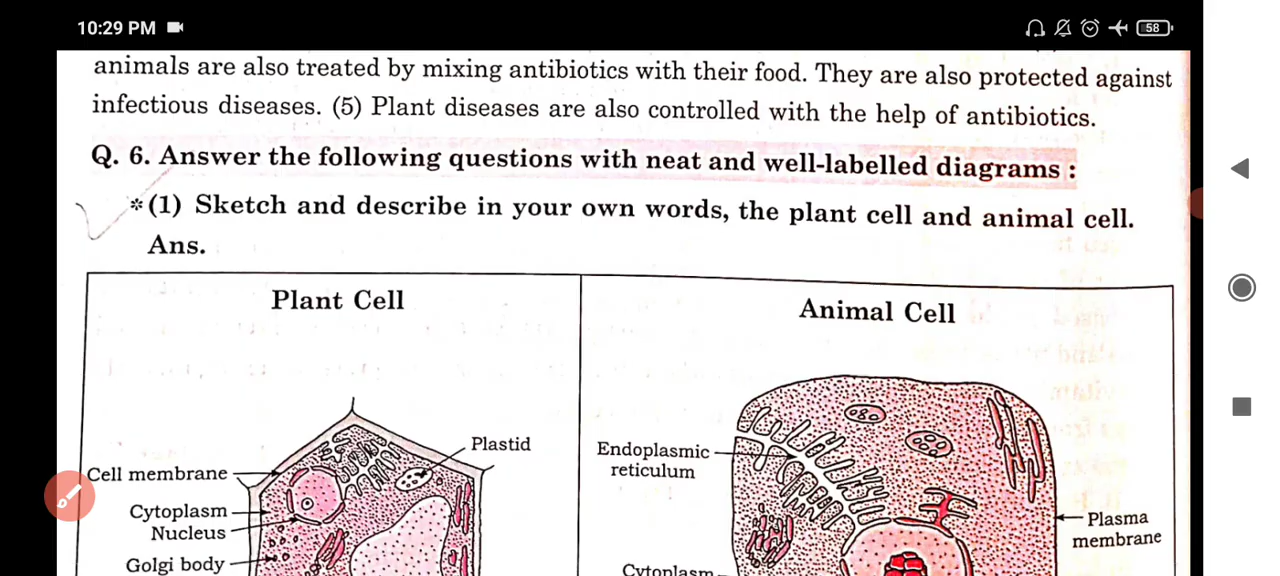 10:29 PM
58
animals are also treated by mixing antibiotics with their food. They are also protected against
infectious diseases. (5) Plant diseases are also controlled with the help of antibiotics.
Q. 6. Answer the following questions with neat and well-labelled diagrams :
*(1) Sketch and describe in your own words, the plant cell and animal cell.
Ans.
Plant Cell
Animal Cell
Plastid
Cell membrane
Cytoplasm
Nucleus
Golgi body
Endoplasmic
reticulum
Plasma
membrane
Cytoplasm